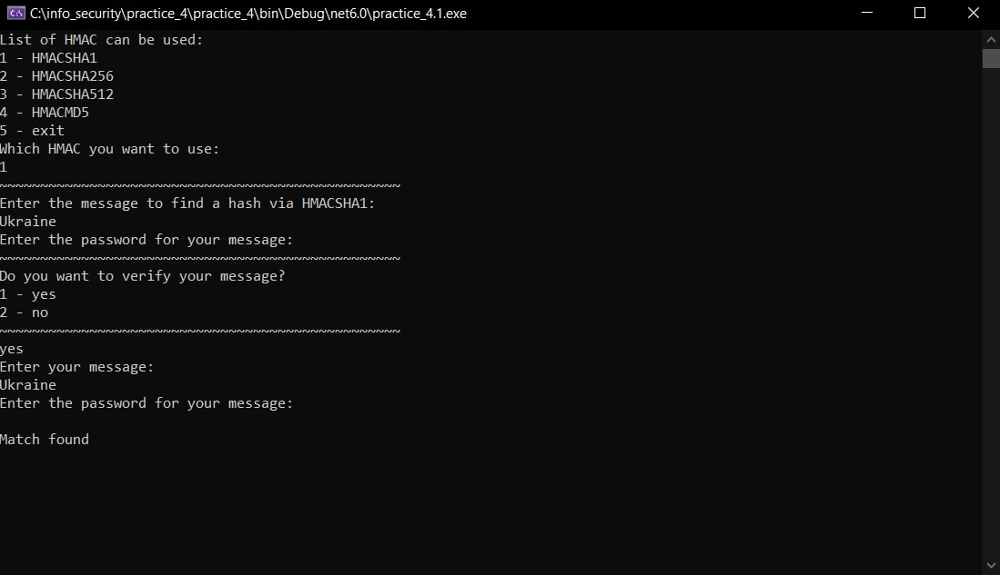 C:\info_security\practice_4\practice_4\bin\Debug\net6.0\practice_4.1.exe
List of HMAC can be used:
1 - HMACSHA1
2 - HMACSHA256
3 - HMACSHA512
4 - HMACMD5
5 - exit
Which HMAC you want to use:
1
~~~~~~~~~~~~~~~~~~~~~~~~~~~~~~~~~~~~~~~~~~~~~~~~~
Enter the message to find a hash via HMACSHA1:
Ukraine
Enter the password for your message:
~~~~~~~~~~~~~~~~~~~~~~~~~~~~~~~~~~~~~~~~~~~~~~~~~
Do you want to verify your message?
1 - yes
2 - no
~~~~~~~~~~~~~~~~~~~~~~~~~~~~~~~~~~~~~~~~~~~~~~~~~
yes
Enter your message:
Ukraine
Enter the password for your message:
Match found